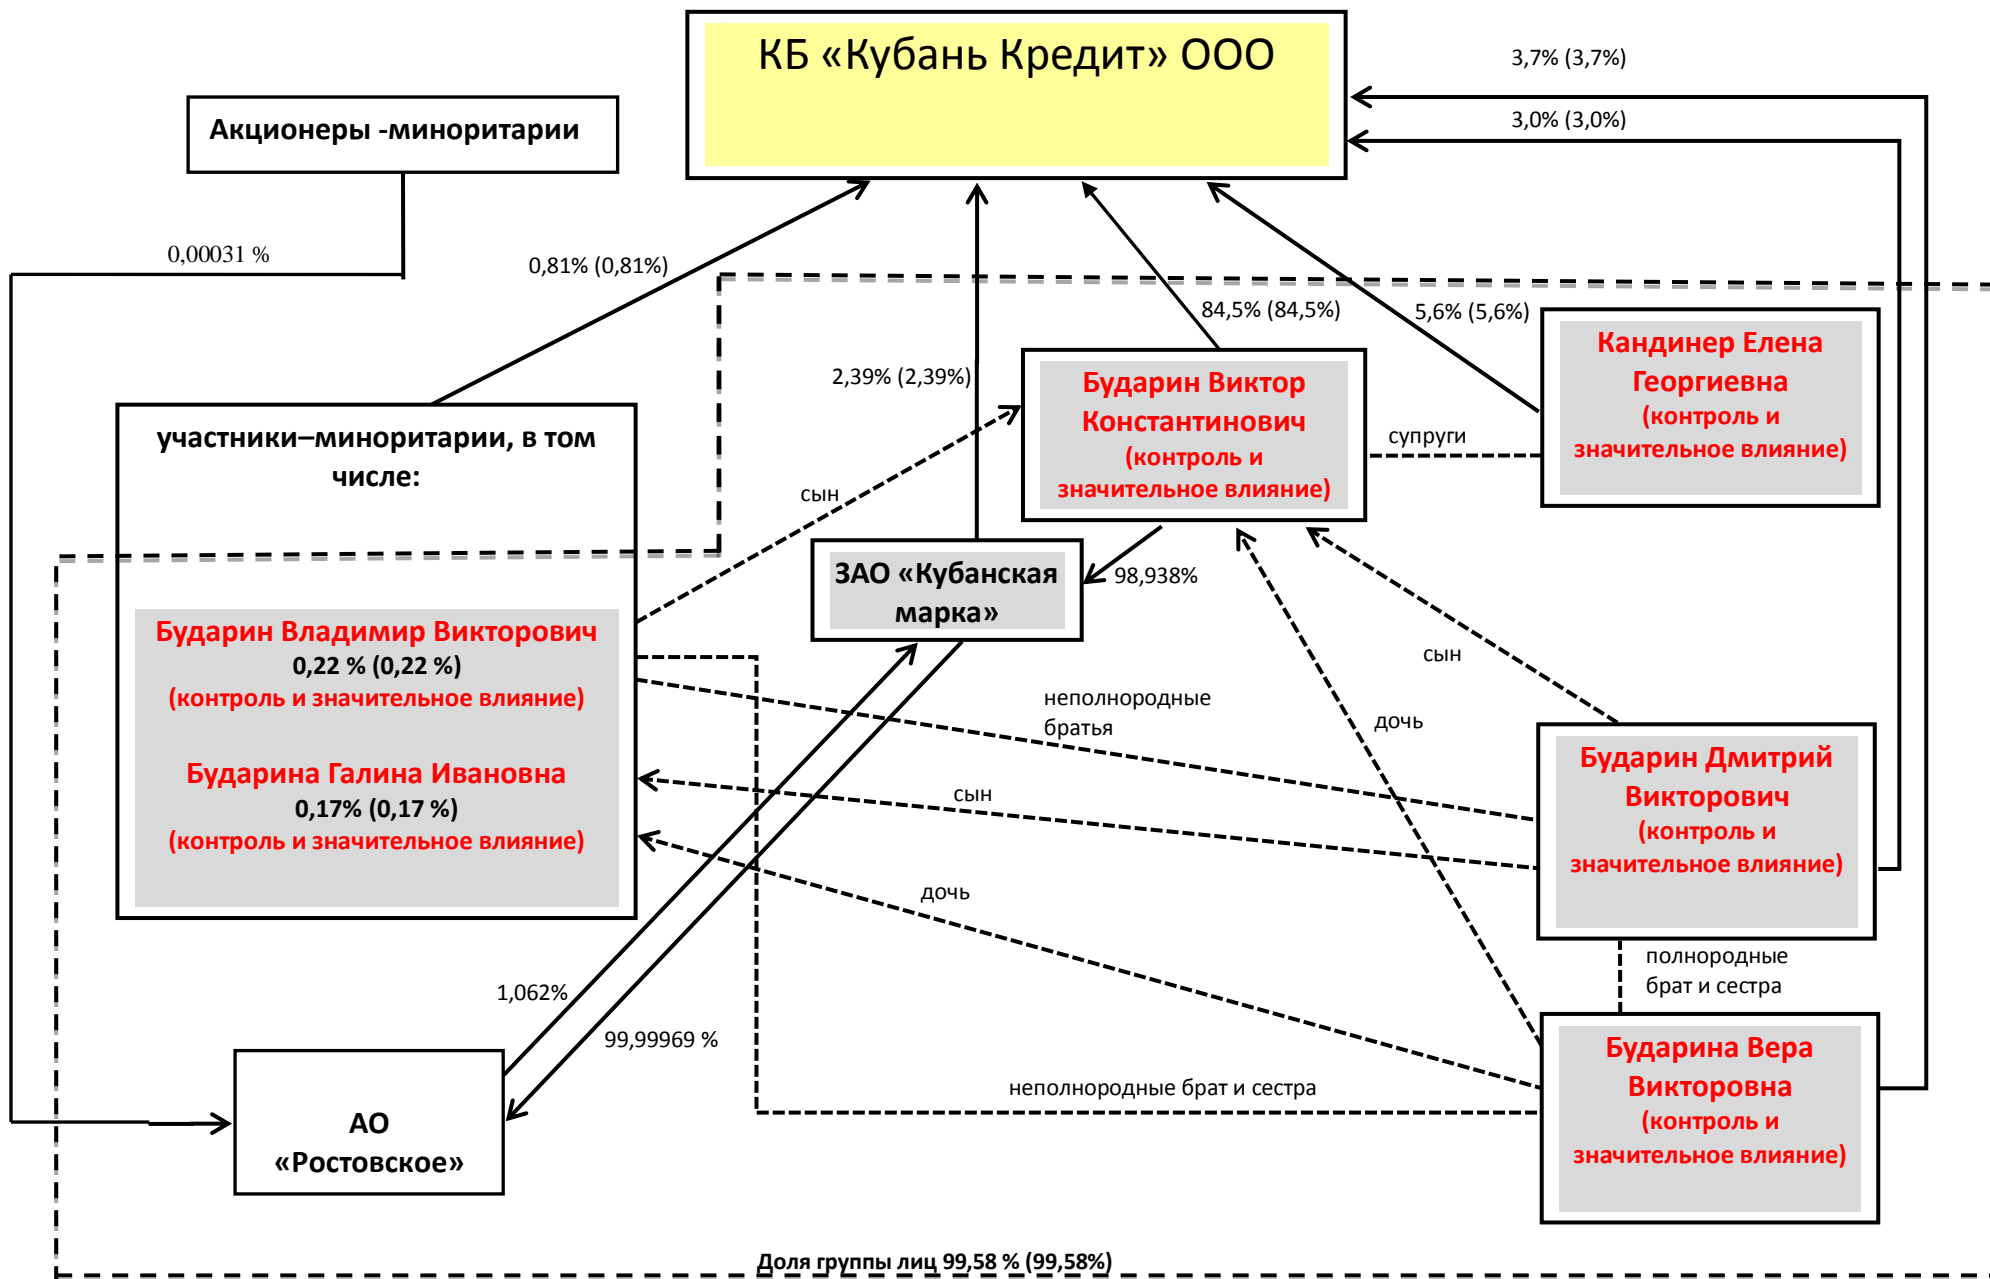 КБ «Кубань Кредит» ООО
3,7% (3,7%)
3,0% (3,0%)
Акционеры -миноритарии
0,00031 %
0,81% (0,81%)
84,5% (84,5%)
5,6% (5,6%)
2,39% (2,39%)
Кандинер Елена
Георгиевна
(контроль и
значительное влияние)
Бударин Виктор
Константинович
(контроль и
значительное влияние)
супруги
участники–миноритарии, в том
числе:
сын
ЗАО «Кубанская
марка»
98,938%
Бударин Владимир Викторович
0,22 % (0,22 %)
(контроль и значительное влияние)
Бударина Галина Ивановна
0,17% (0,17 %)
(контроль и значительное влияние)
сын
неполнородные
братья
дочь
Бударин Дмитрий
Викторович
(контроль и
значительное влияние)
сын
дочь
полнородные
брат и сестра
1,062%
99,99969 %
неполнородные брат и сестра
Бударина Вера
Викторовна
(контроль и
значительное влияние)
АО
«Ростовское»
Доля группы лиц 99,58 % (99,58%)